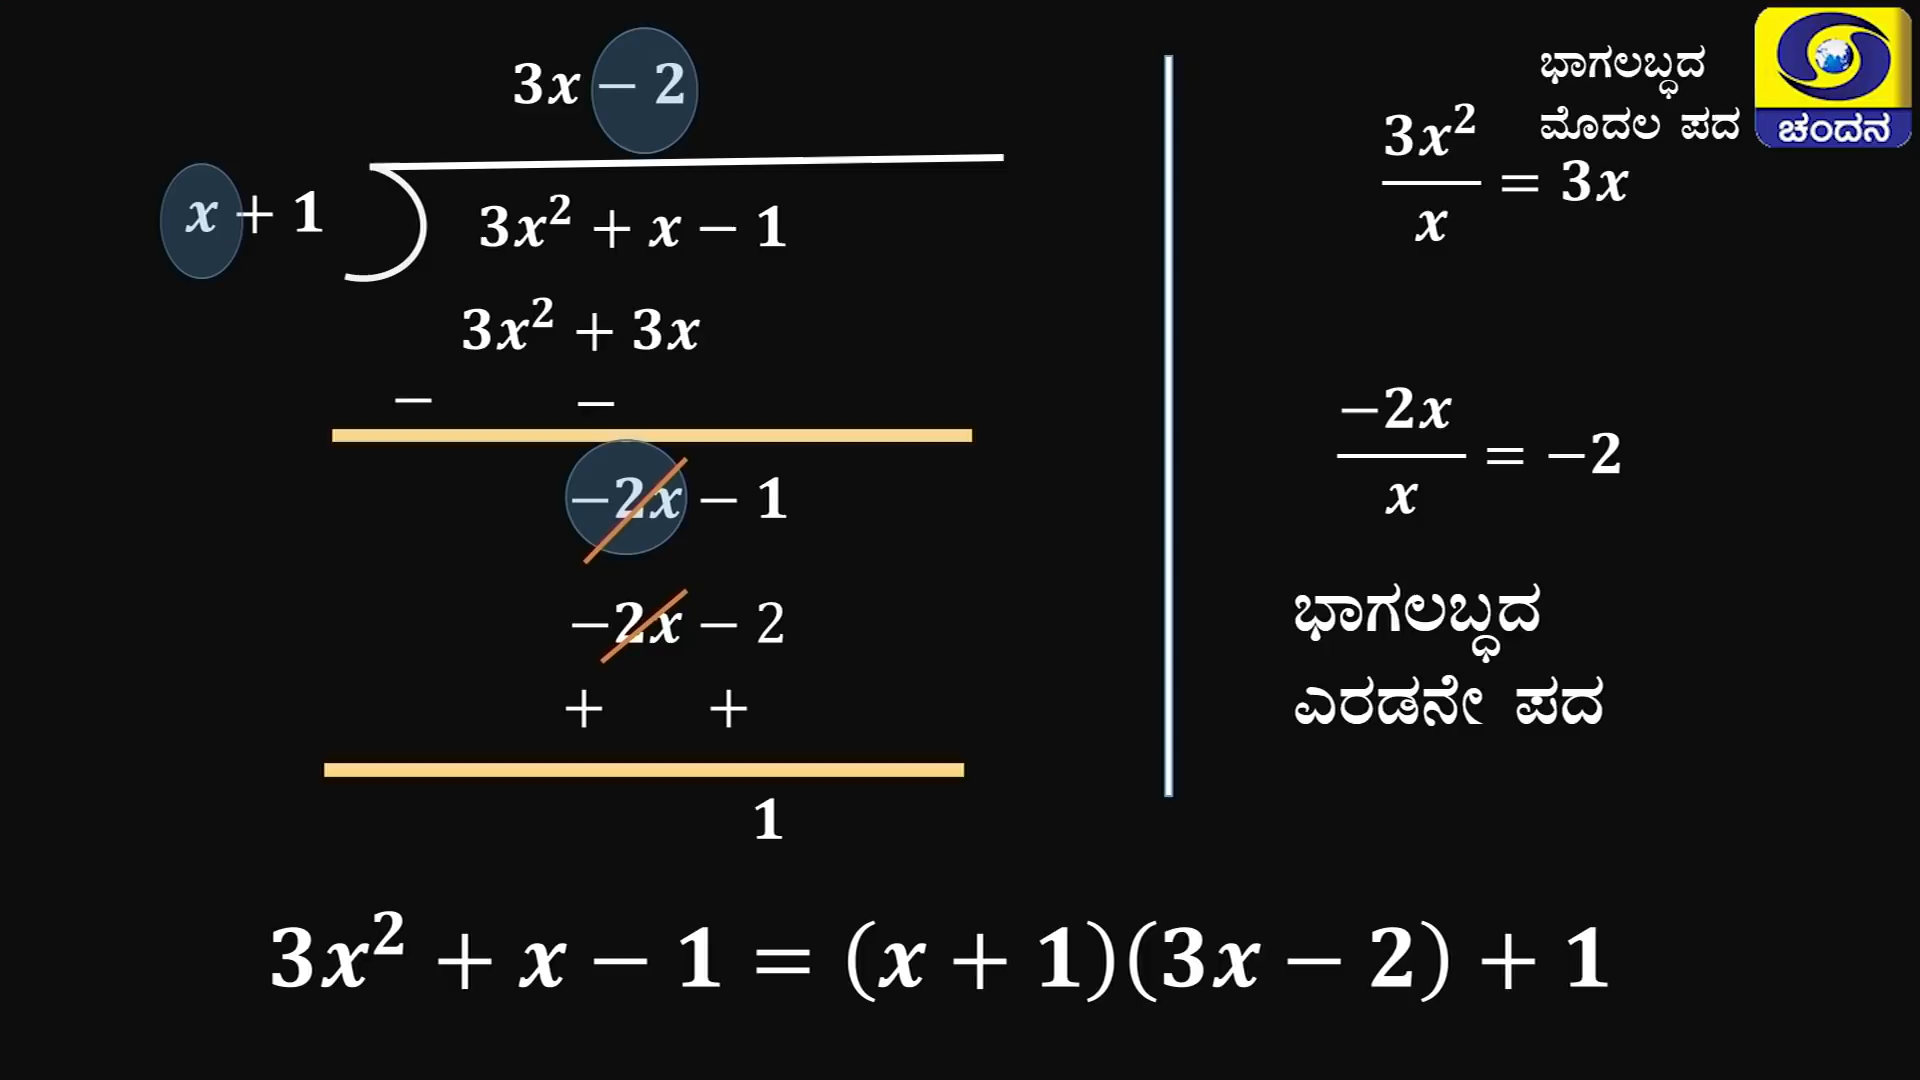 3x − 2
x + 1 ) 3x² + x − 1
3x² + 3x
− −
−2x − 1
−2x − 2
+ +
1
ಭಾಗಲಬ್ಧದ
ಮೊದಲ ಪದ
3x²/x = 3x
−2x/x = −2
ಭಾಗಲಬ್ಧದ
ಎರಡನೇ ಪದ
ಚಂದನ
3x² + x − 1 = (x + 1)(3x − 2) + 1